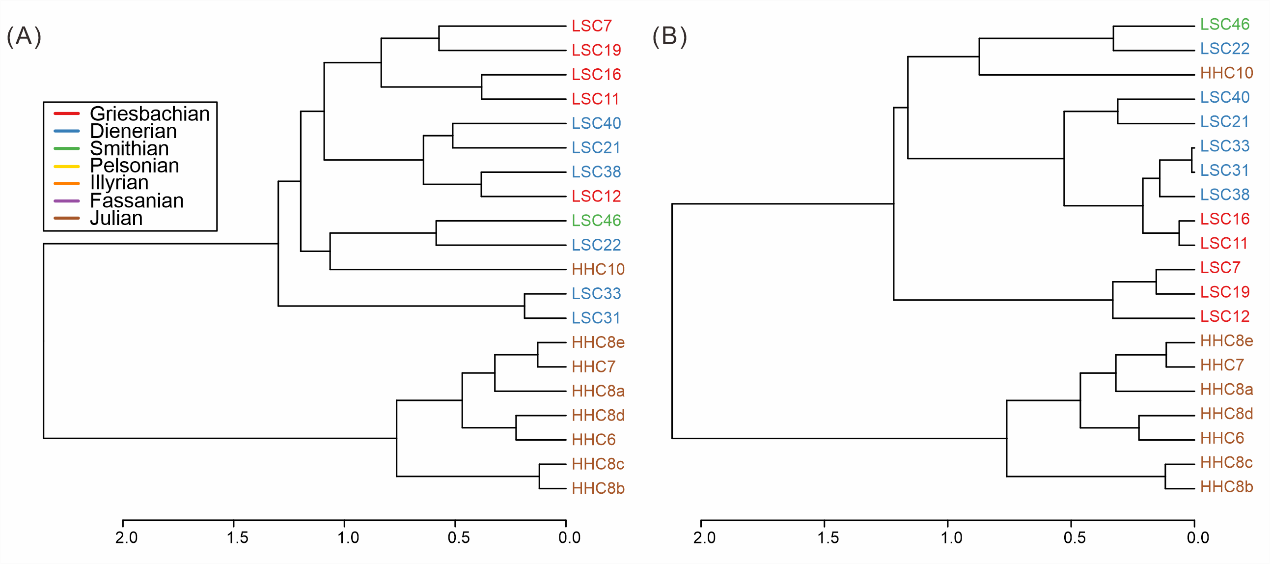 (A)
Griesbachian
Dienerian
Smithian
Pelsonian
Illyrian
Fassanian
Julian
LSC7
LSC19
LSC16
LSC11
LSC40
LSC21
LSC38
LSC12
LSC46
LSC22
HHC10
LSC33
LSC31
HHC8e
HHC7
HHC8a
HHC8d
HHC6
HHC8c
HHC8b
2.0 1.5 1.0 0.5 0.0
(B)
LSC46
LSC22
HHC10
LSC40
LSC21
LSC33
LSC31
LSC38
LSC16
LSC11
LSC7
LSC19
LSC12
HHC8e
HHC7
HHC8a
HHC8d
HHC6
HHC8c
HHC8b
2.0 1.5 1.0 0.5 0.0